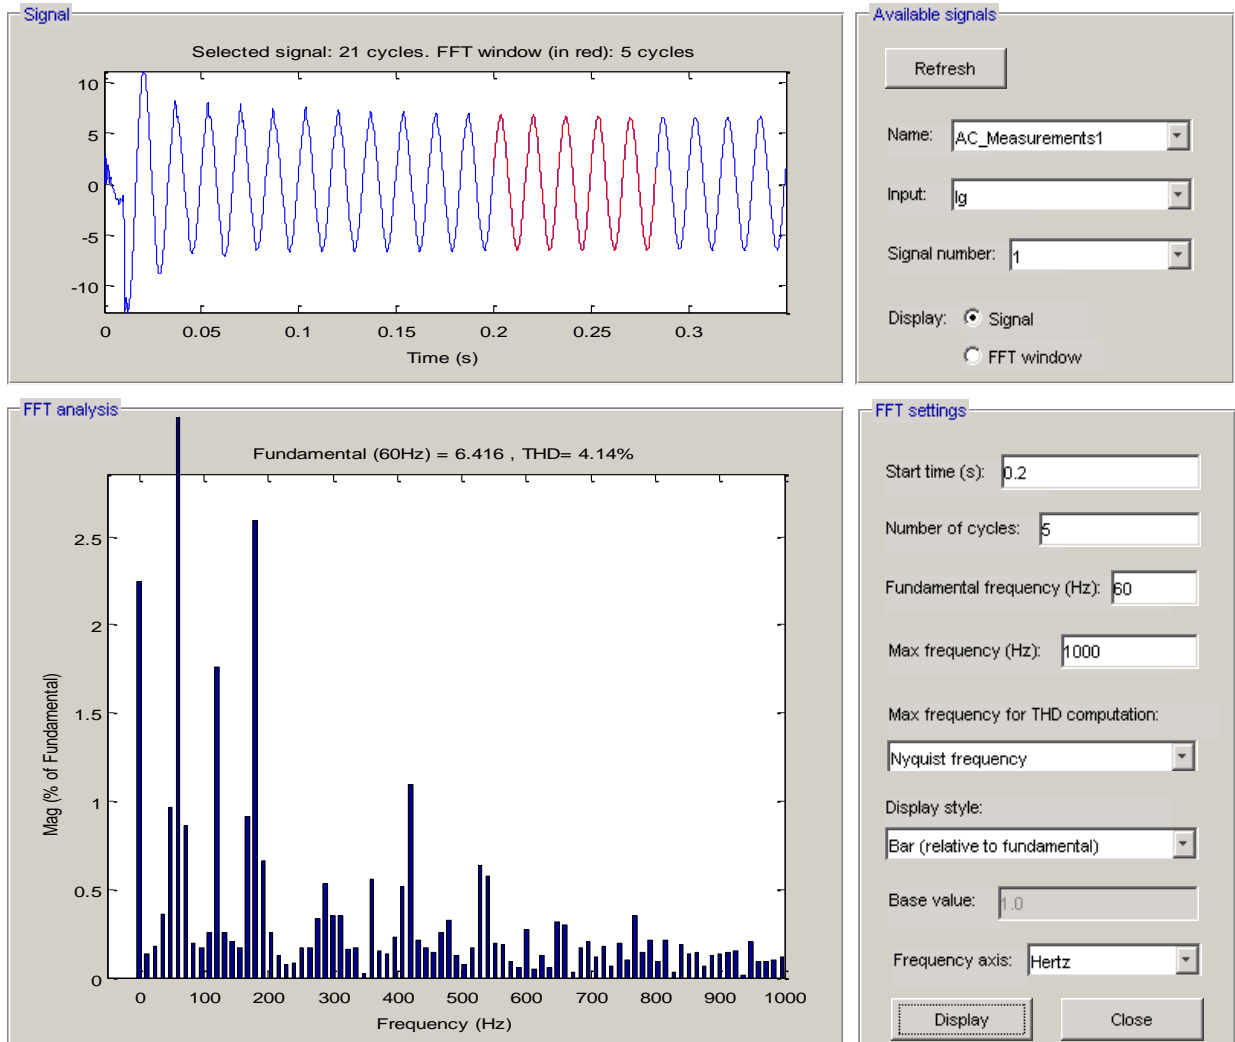 Signal
Selected signal: 21 cycles. FFT window (in red): 5 cycles
10
5
0
-5
-10
0
0.05
0.1
0.15
0.2
0.25
0.3
Time (s)
Available signals
Refresh
Name: AC_Measurements1
Input: Ig
Signal number: 1
Display: Signal
FFT window
FFT analysis
Fundamental (60Hz) = 6.416 , THD= 4.14%
Mag (% of Fundamental)
2.5
2
1.5
1
0.5
0
0
100
200
300
400
500
600
700
800
900
1000
Frequency (Hz)
FFT settings
Start time (s): 0.2
Number of cycles: 5
Fundamental frequency (Hz): 60
Max frequency (Hz): 1000
Max frequency for THD computation:
Nyquist frequency
Display style:
Bar (relative to fundamental)
Base value: 1.0
Frequency axis: Hertz
Display
Close